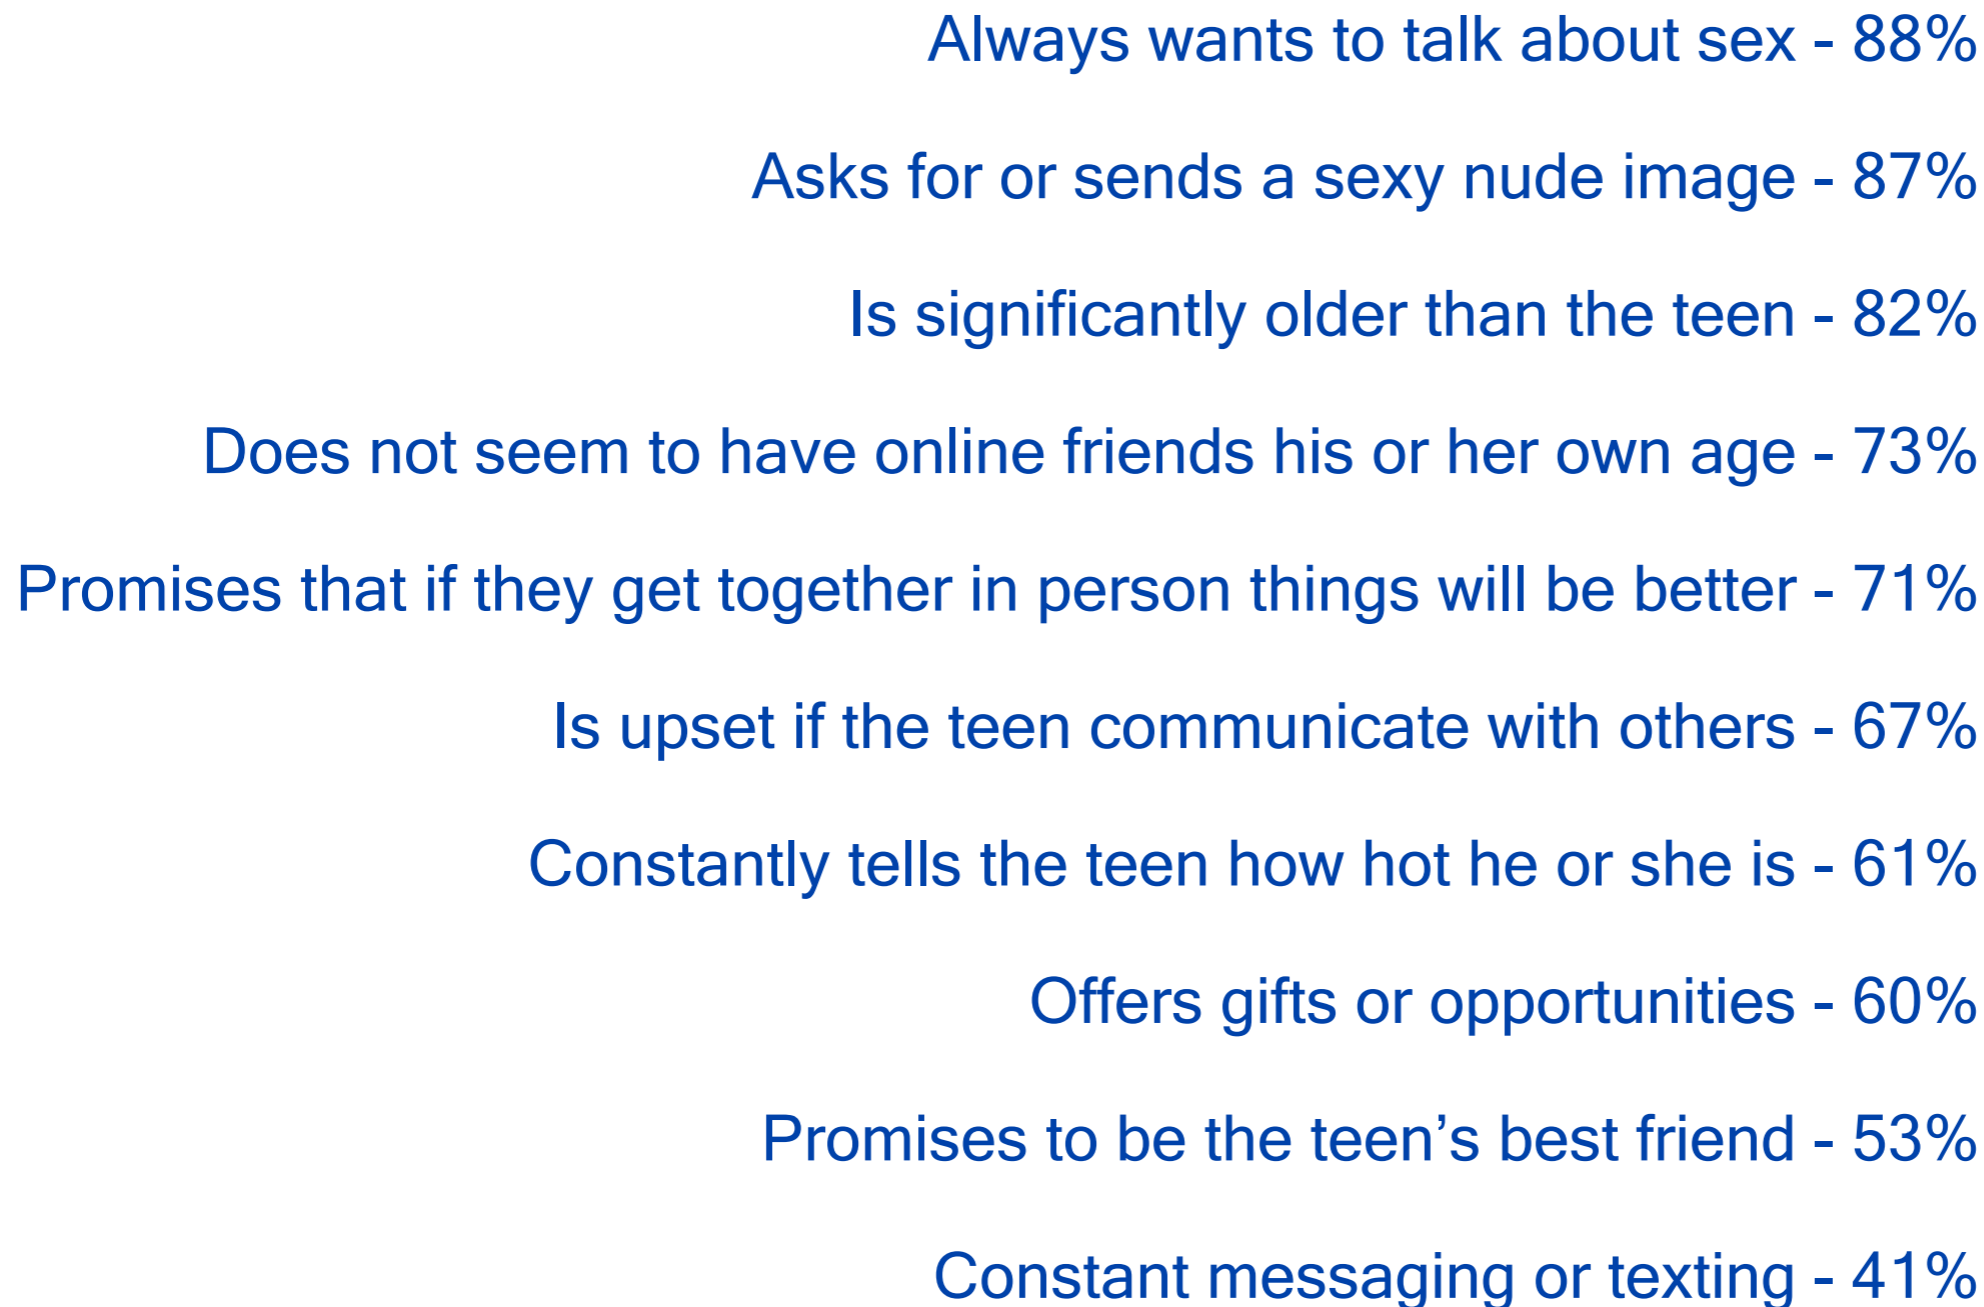 Always wants to talk about sex - 88%
Asks for or sends a sexy nude image - 87%
Is significantly older than the teen - 82%
Does not seem to have online friends his or her own age - 73%
Promises that if they get together in person things will be better - 71%
Is upset if the teen communicate with others - 67%
Constantly tells the teen how hot he or she is - 61%
Offers gifts or opportunities - 60%
Promises to be the teen’s best friend - 53%
Constant messaging or texting - 41%